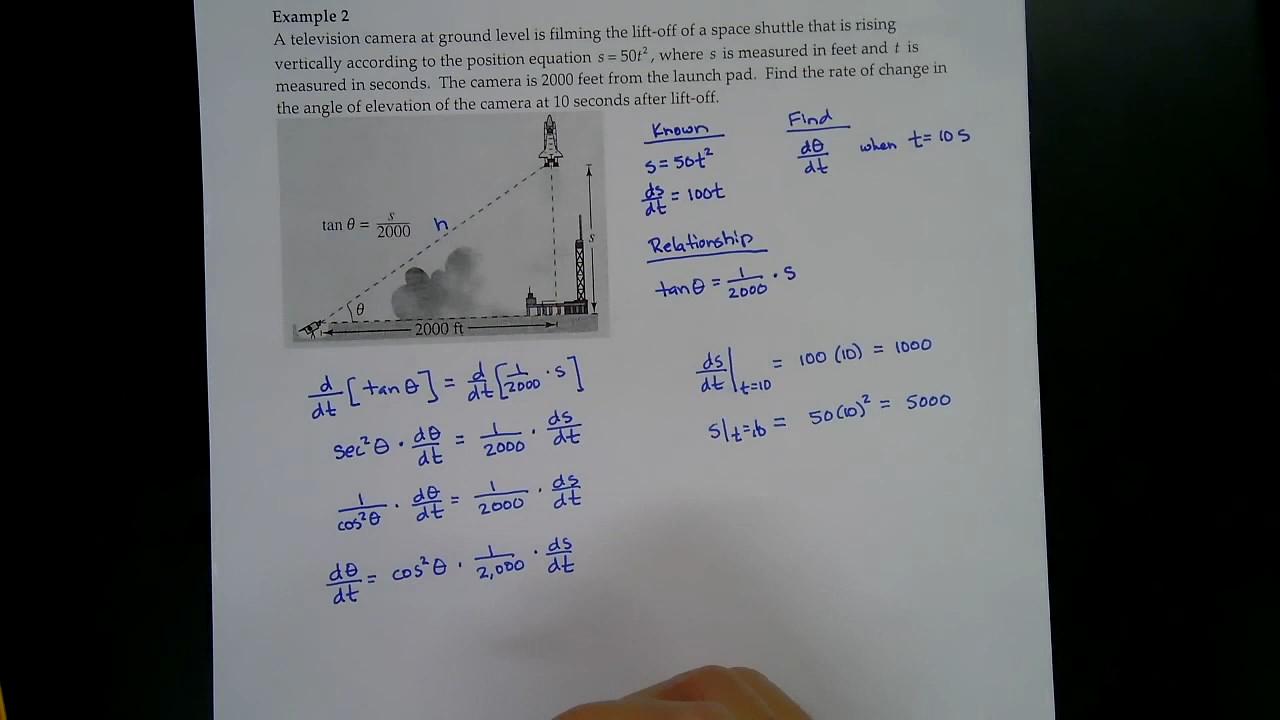 Example 2
A television camera at ground level is filming the lift-off of a space shuttle that is rising
vertically according to the position equation s = 50t², where s is measured in feet and t is
measured in seconds. The camera is 2000 feet from the launch pad. Find the rate of change in
the angle of elevation of the camera at 10 seconds after lift-off.
Known
s = 50t²
ds/dt = 100t
Find
dθ/dt when t = 10 s
Relationship
tan θ = 1/2000 · s
tan θ = s/2000
h
s
θ
2000 ft
d/dt [tan θ] = d/dt [1/2000 · s]
sec²θ · dθ/dt = 1/2000 · ds/dt
1/cos²θ · dθ/dt = 1/2000 · ds/dt
dθ/dt = cos²θ · 1/2,000 · ds/dt
ds/dt|t=10 = 100(10) = 1000
s|t=10 = 50(10)² = 5000